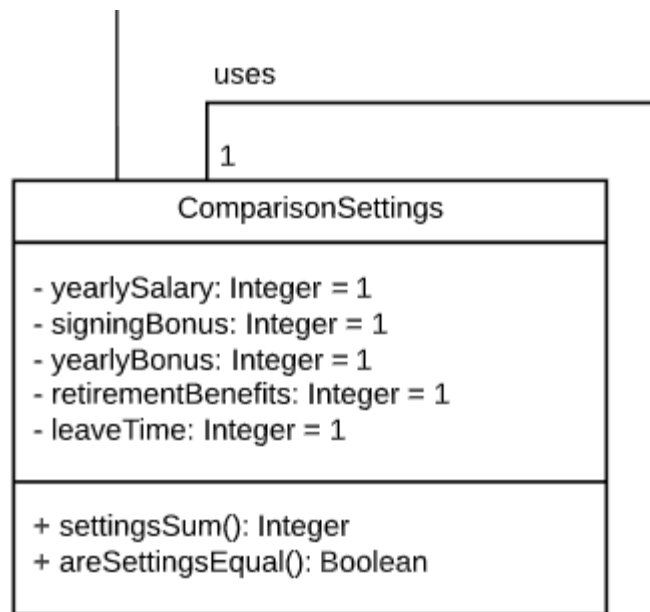 uses
1
ComparisonSettings
- yearlySalary: Integer = 1
- signingBonus: Integer = 1
- yearlyBonus: Integer = 1
- retirementBenefits: Integer = 1
- leaveTime: Integer = 1
+ settingsSum(): Integer
+ areSettingsEqual(): Boolean